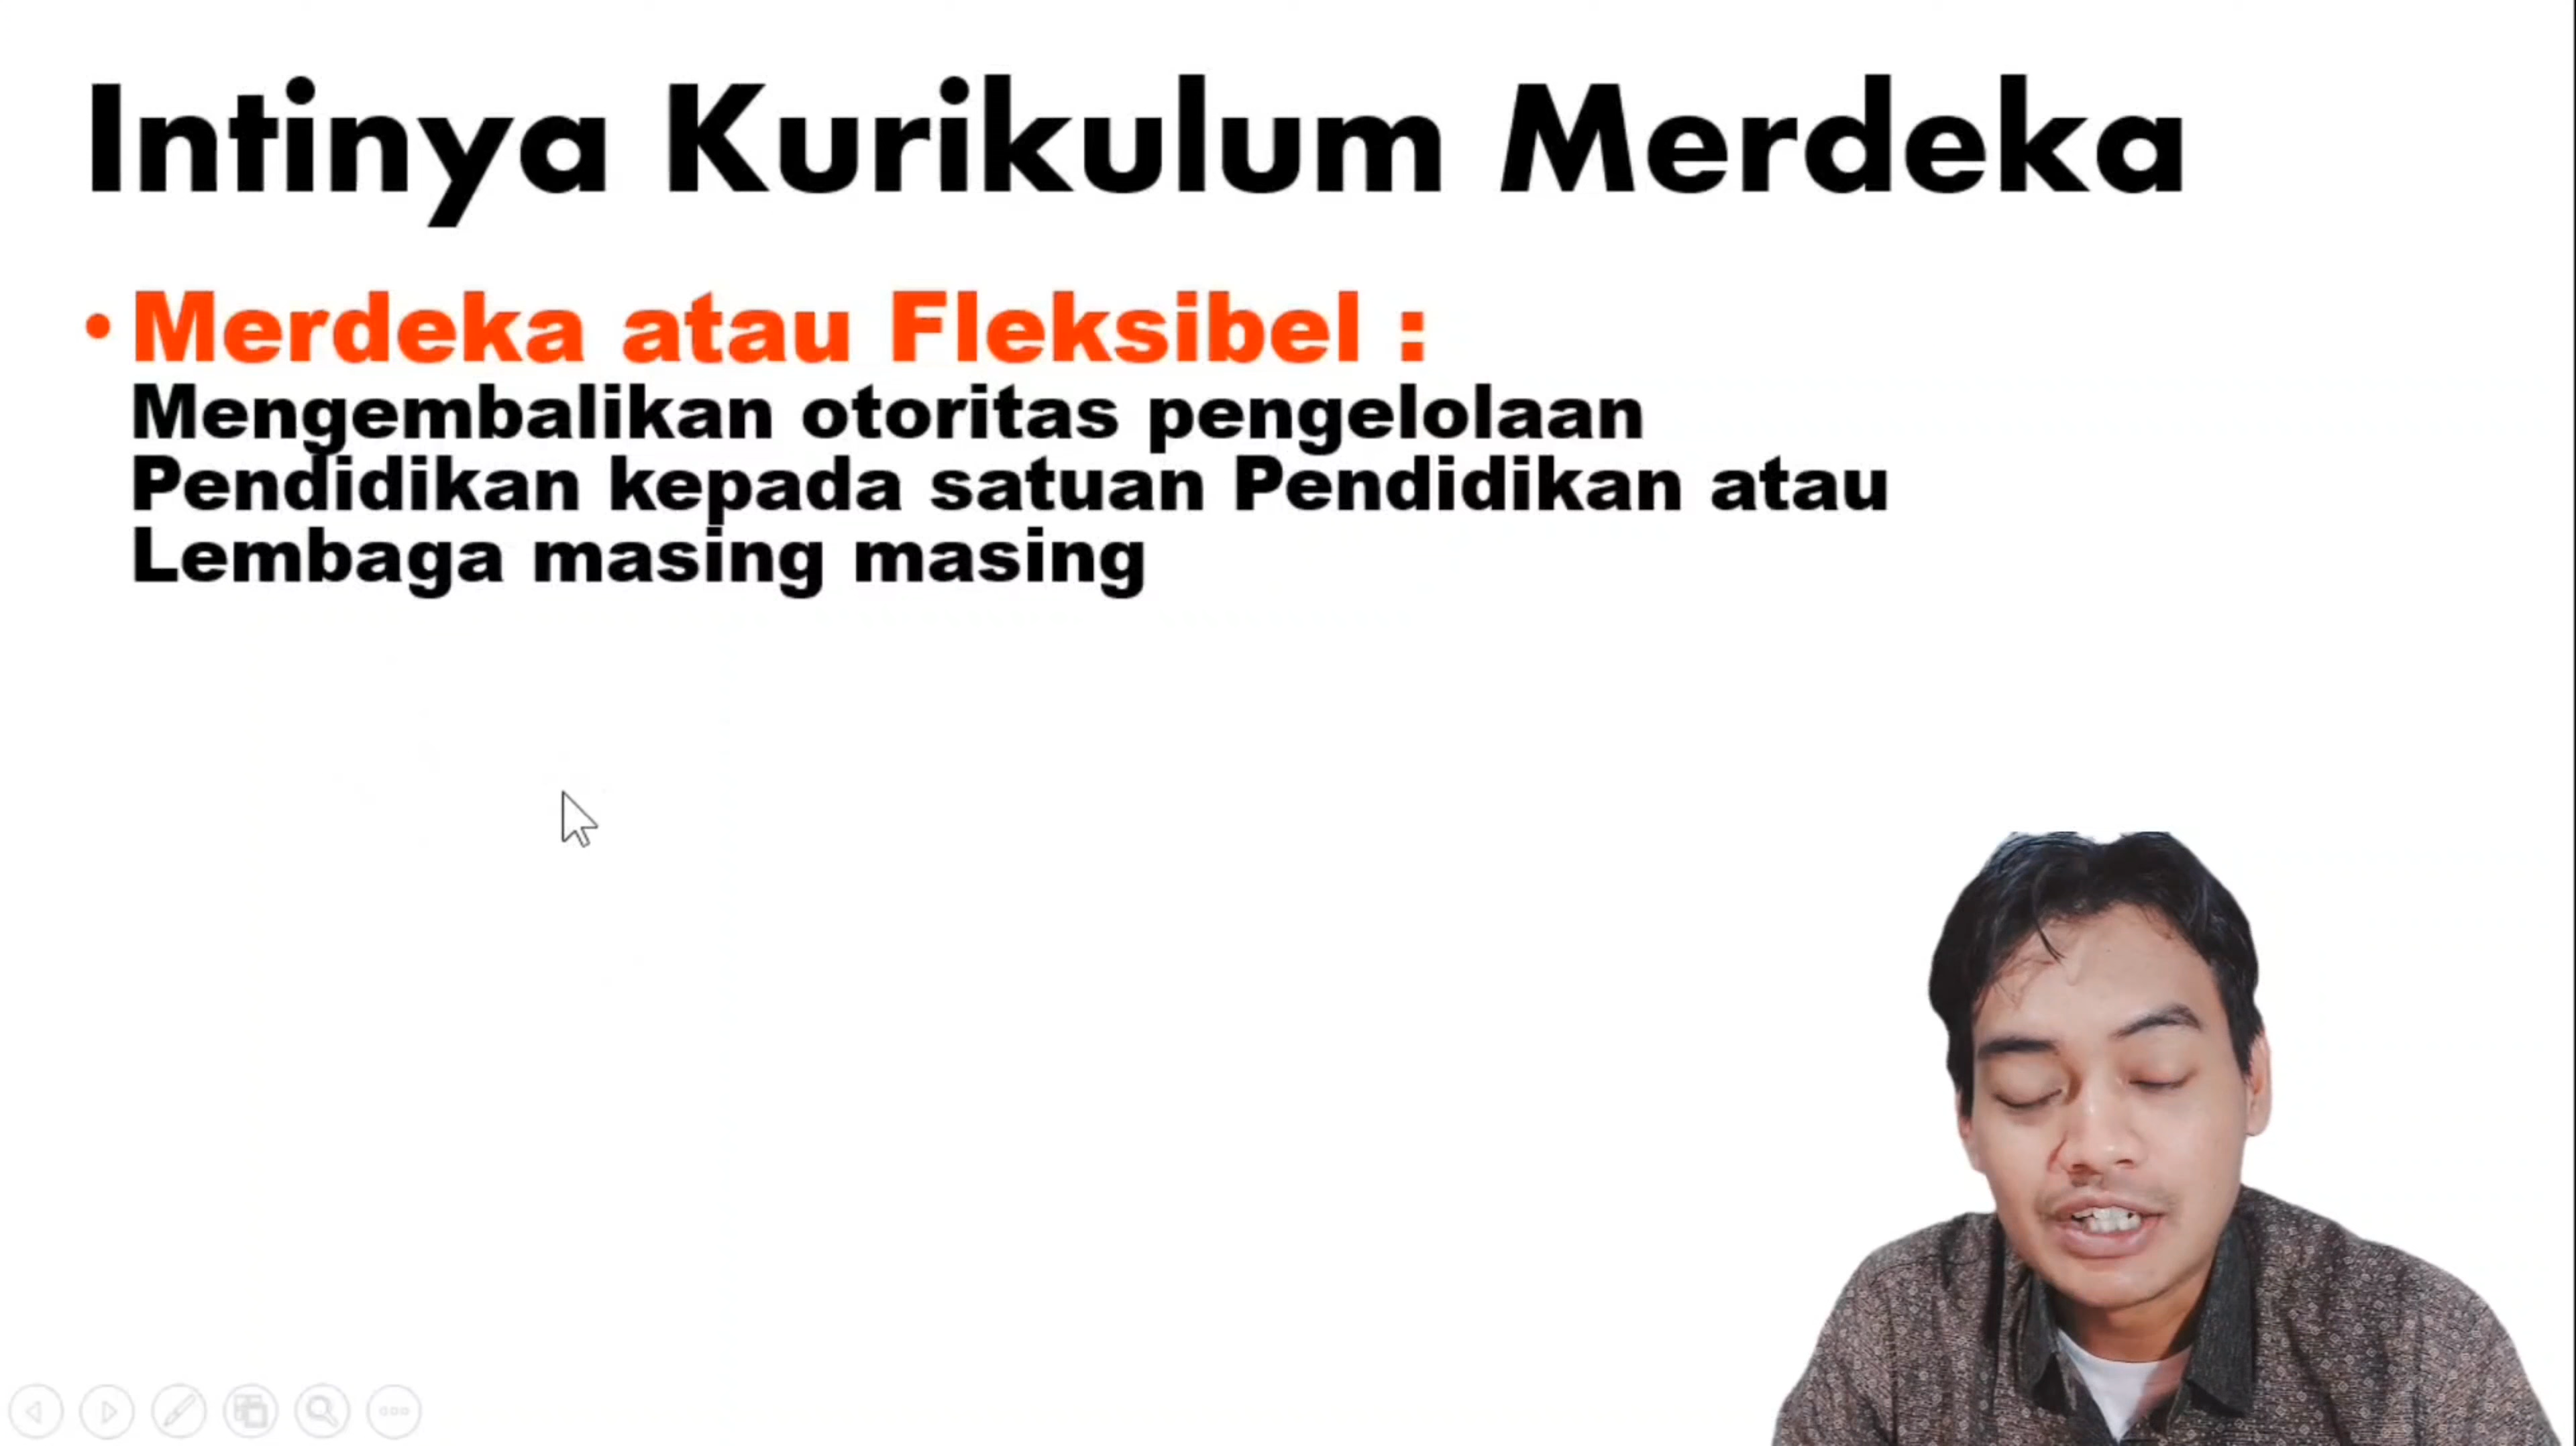 Intinya Kurikulum Merdeka
• Merdeka atau Fleksibel :
Mengembalikan otoritas pengelolaan
Pendidikan kepada satuan Pendidikan atau
Lembaga masing masing